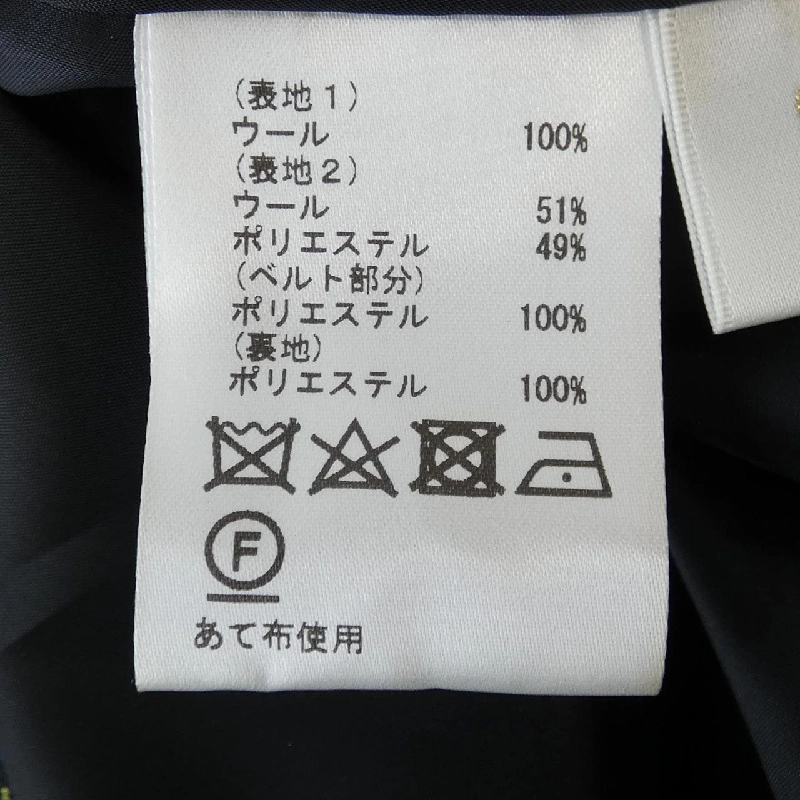 (表地1)
ウール 100%
(表地2)
ウール 51%
ポリエステル 49%
(ベルト部分)
ポリエステル 100%
(裏地)
ポリエステル 100%
F
あて布使用